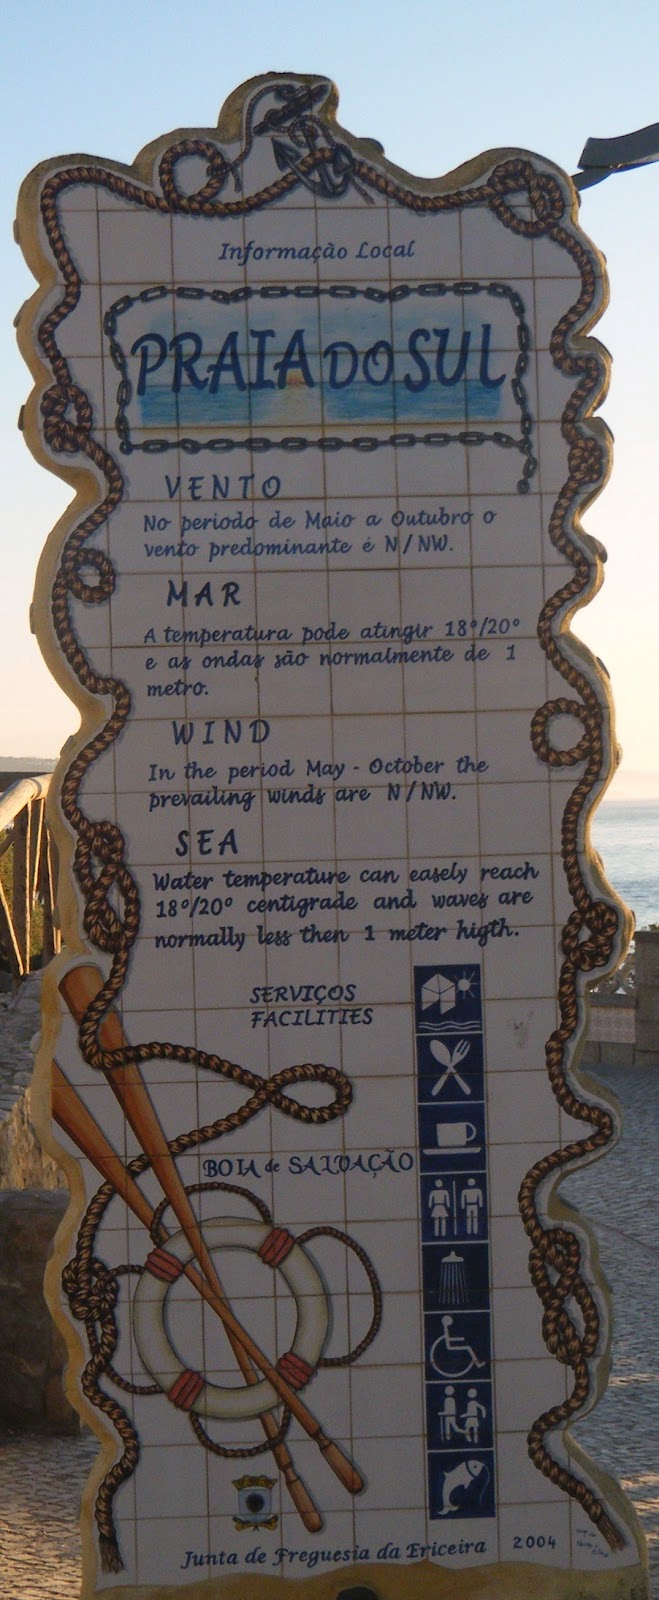 Informação Local
PRAIA DO SUL
VENTO
No periodo de Maio a Outubro o
vento predominante é N/NW.
MAR
A temperatura pode atingir 18º/20º
e as ondas são normalmente de 1
metro.
WIND
In the period May - October the
prevailing winds are N/NW.
SEA
Water temperature can easely reach
18º/20º centigrade and waves are
normally less then 1 meter higth.
SERVIÇOS
FACILITIES
BOIA de SALVAÇÃO
Junta de Freguesia da Ericeira 2004